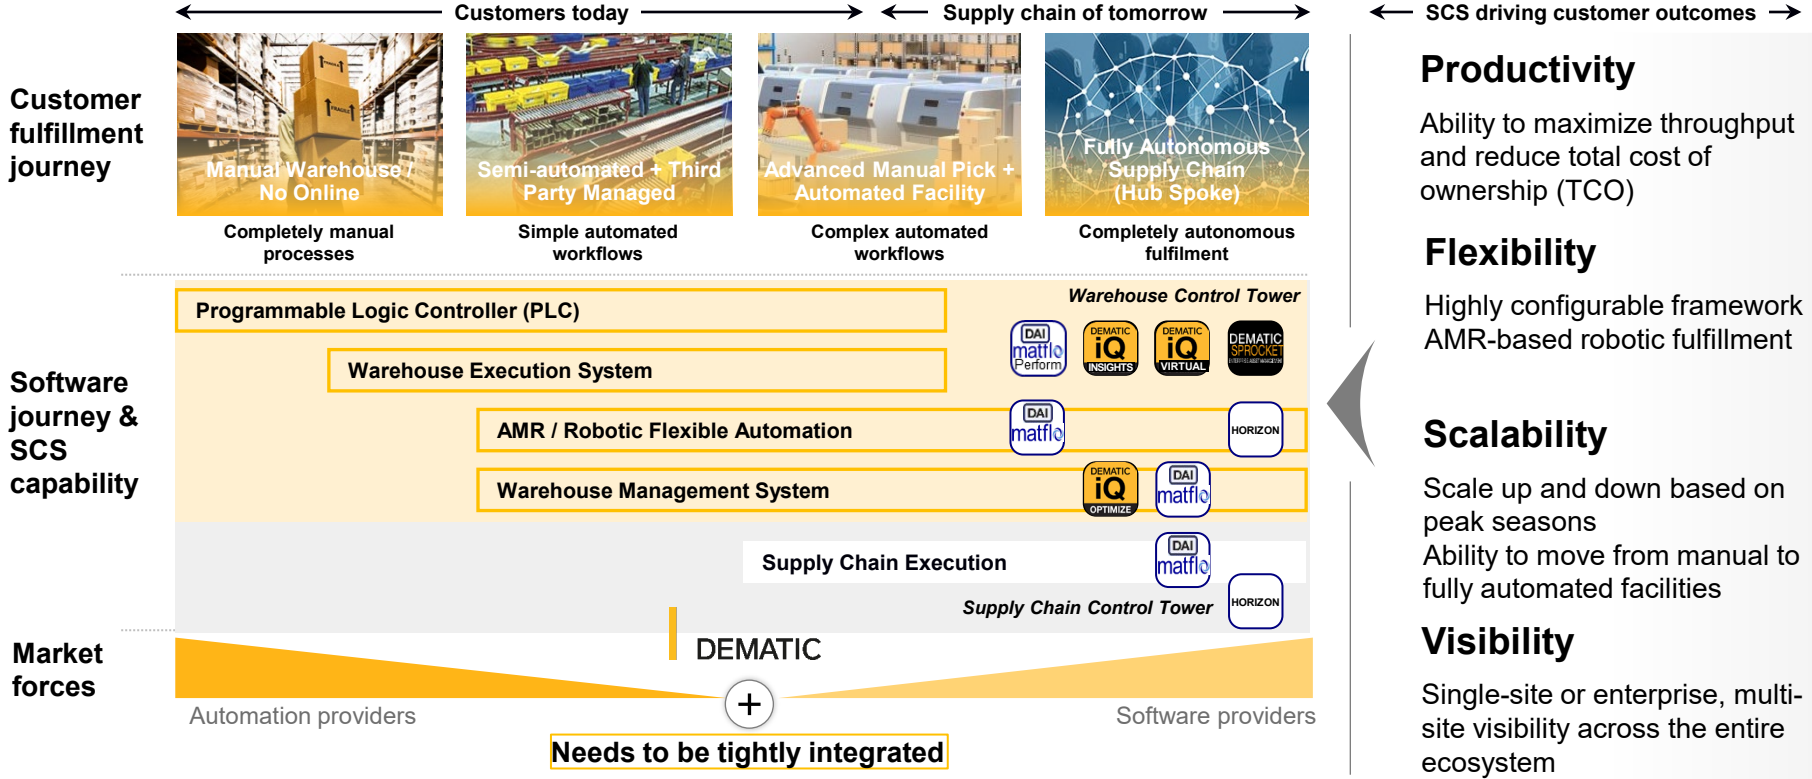 Customers today
Supply chain of tomorrow
SCS driving customer outcomes
Customer
fulfillment
journey
Manual Warehouse /
No Online
Semi-automated + Third
Party Managed
Advanced Manual Pick +
Automated Facility
Fully Autonomous
Supply Chain
(Hub Spoke)
Completely manual
processes
Simple automated
workflows
Complex automated
workflows
Completely autonomous
fulfilment
Software
journey &
SCS
capability
Programmable Logic Controller (PLC)
Warehouse Control Tower
DAI
matflo
Perform
DEMATIC
iQ
INSIGHTS
DEMATIC
iQ
VIRTUAL
DEMATIC
SPROCKET
Warehouse Execution System
AMR / Robotic Flexible Automation
DAI
matflo
HORIZON
Warehouse Management System
DEMATIC
iQ
OPTIMIZE
DAI
matflo
Supply Chain Execution
DAI
matflo
Supply Chain Control Tower
HORIZON
Market
forces
DEMATIC
+
Automation providers
Software providers
Needs to be tightly integrated
Productivity
Ability to maximize throughput
and reduce total cost of
ownership (TCO)
Flexibility
Highly configurable framework
AMR-based robotic fulfillment
Scalability
Scale up and down based on
peak seasons
Ability to move from manual to
fully automated facilities
Visibility
Single-site or enterprise, multi-
site visibility across the entire
ecosystem